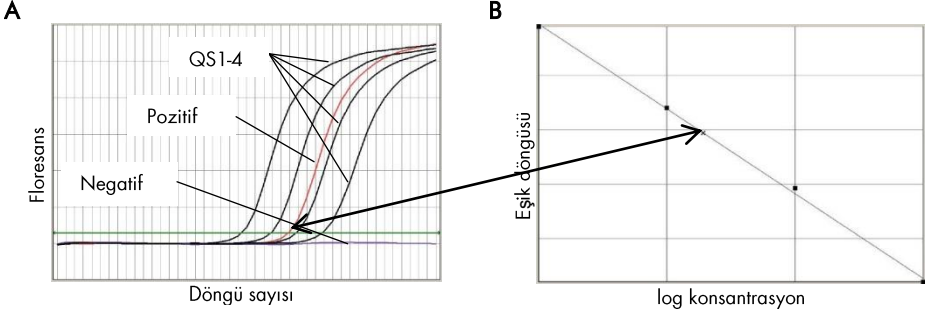 A
QS1-4
Pozitif
Negatif
Floresans
Döngü sayısı
B
Eşik döngüsü
log konsantrasyon